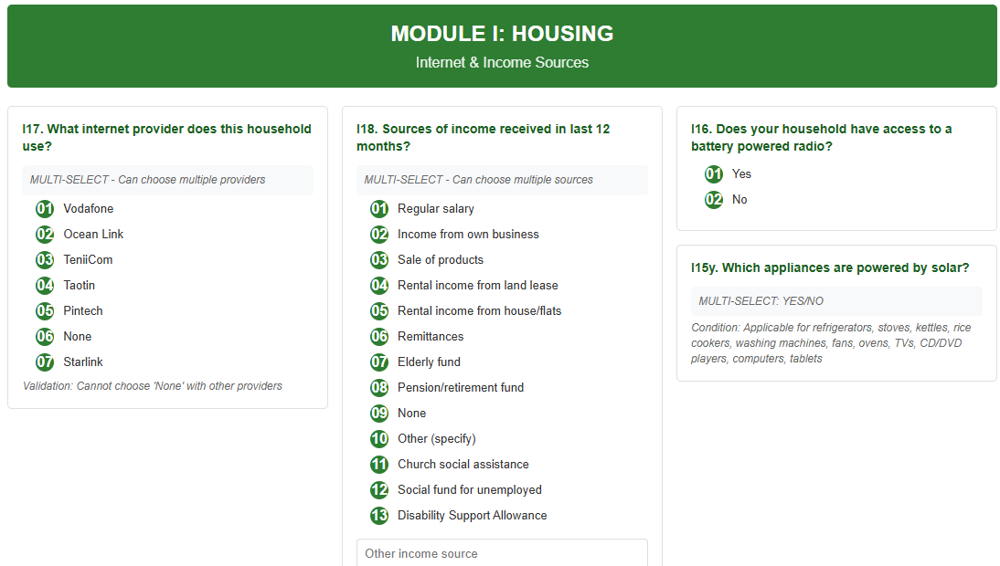 MODULE I: HOUSING
Internet & Income Sources
I17. What internet provider does this household
use?
MULTI-SELECT - Can choose multiple providers
01 Vodafone
02 Ocean Link
03 TeniiCom
04 Taotin
05 Pintech
06 None
07 Starlink
Validation: Cannot choose 'None' with other providers
I18. Sources of income received in last 12
months?
MULTI-SELECT - Can choose multiple sources
01 Regular salary
02 Income from own business
03 Sale of products
04 Rental income from land lease
05 Rental income from house/flats
06 Remittances
07 Elderly fund
08 Pension/retirement fund
09 None
10 Other (specify)
11 Church social assistance
12 Social fund for unemployed
13 Disability Support Allowance
Other income source
I16. Does your household have access to a
battery powered radio?
01 Yes
02 No
I15y. Which appliances are powered by solar?
MULTI-SELECT: YES/NO
Condition: Applicable for refrigerators, stoves, kettles, rice
cookers, washing machines, fans, ovens, TVs, CD/DVD
players, computers, tablets